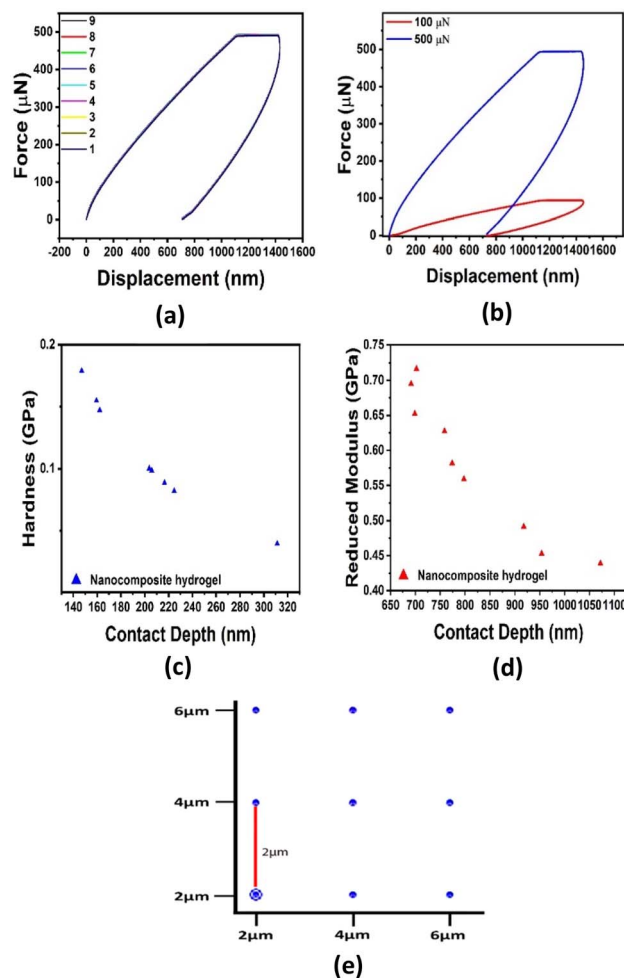 500
400
300
200
100
0
Force (μN)
9
8
7
6
5
4
3
2
1
-200 0 200 400 600 800 1000 1200 1400 1600
Displacement (nm)
(a)
500
400
300
200
100
0
Force (μN)
100 μN
500 μN
0 200 400 600 800 1000 1200 1400 1600
Displacement (nm)
(b)
0.2
0.1
Hardness (GPa)
Nanocomposite hydrogel
140 160 180 200 220 240 260 280 300 320
Contact Depth (nm)
(c)
0.75
0.70
0.65
0.60
0.55
0.50
0.45
0.40
Reduced Modulus (GPa)
Nanocomposite hydrogel
650 700 750 800 850 900 950 1000 1050 1100
Contact Depth (nm)
(d)
6μm
4μm
2μm
2μm
2μm 4μm 6μm
(e)